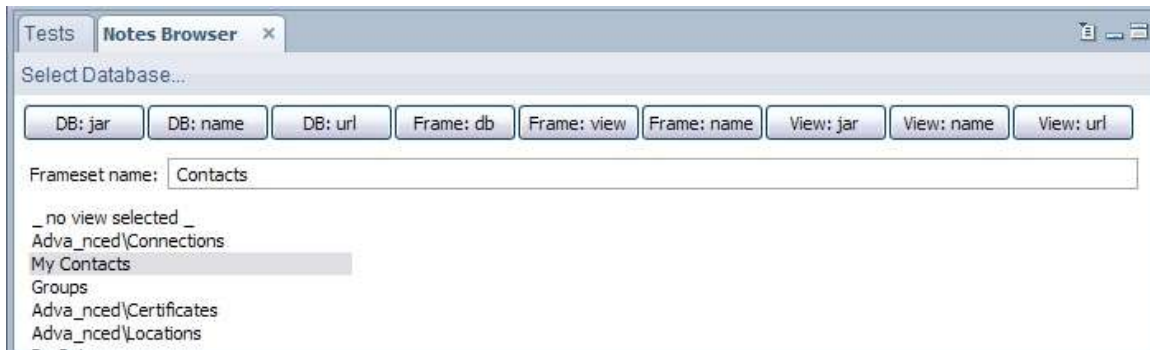 Tests Notes Browser
Select Database...
DB: jar DB: name DB: url Frame: db Frame: view Frame: name View: jar View: name View: url
Frameset name: Contacts
_ no view selected _
Adva_nced\Connections
My Contacts
Groups
Adva_nced\Certificates
Adva_nced\Locations